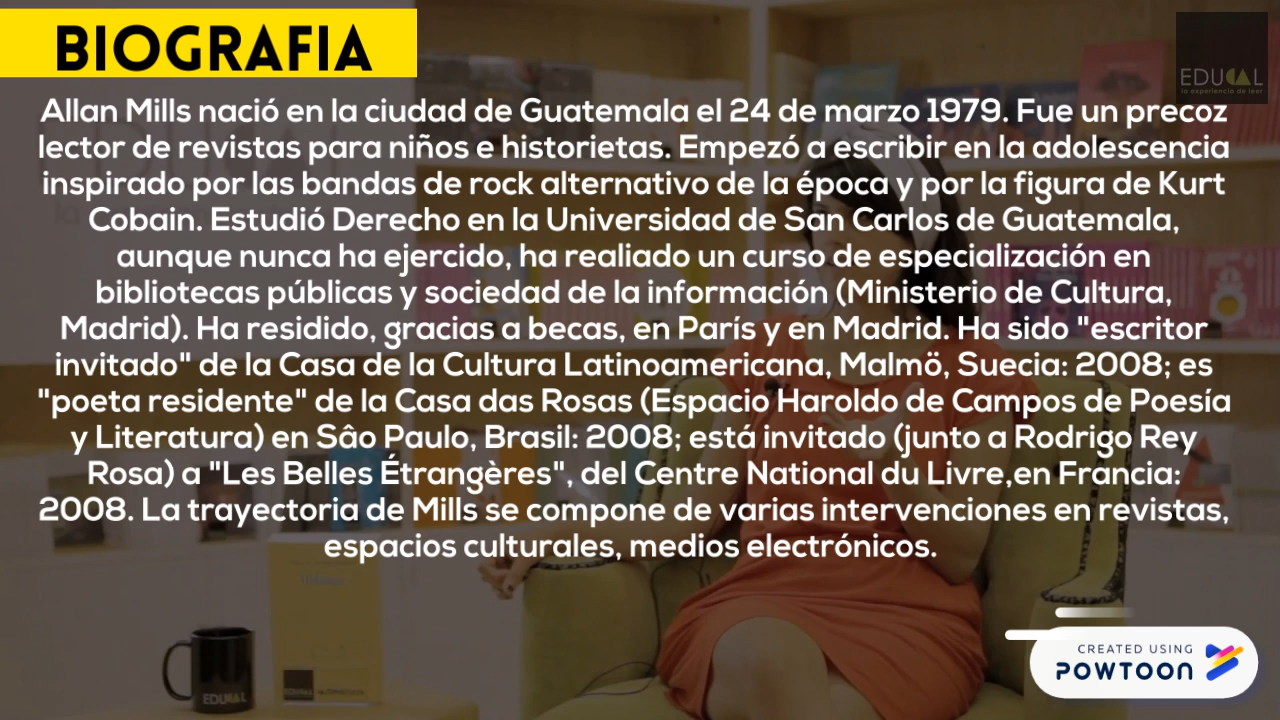 BIOGRAFIA
EDUCAL
la experiencia de leer
Allan Mills nació en la ciudad de Guatemala el 24 de marzo 1979. Fue un precoz
lector de revistas para niños e historietas. Empezó a escribir en la adolescencia
inspirado por las bandas de rock alternativo de la época y por la figura de Kurt
Cobain. Estudió Derecho en la Universidad de San Carlos de Guatemala,
aunque nunca ha ejercido, ha realiado un curso de especialización en
bibliotecas públicas y sociedad de la información (Ministerio de Cultura,
Madrid). Ha residido, gracias a becas, en París y en Madrid. Ha sido "escritor
invitado" de la Casa de la Cultura Latinoamericana, Malmö, Suecia: 2008; es
"poeta residente" de la Casa das Rosas (Espacio Haroldo de Campos de Poesía
y Literatura) en Sâo Paulo, Brasil: 2008; está invitado (junto a Rodrigo Rey
Rosa) a "Les Belles Étrangères", del Centre National du Livre,en Francia:
2008. La trayectoria de Mills se compone de varias intervenciones en revistas,
espacios culturales, medios electrónicos.
EDUCAL
CREATED USING
POWTOON